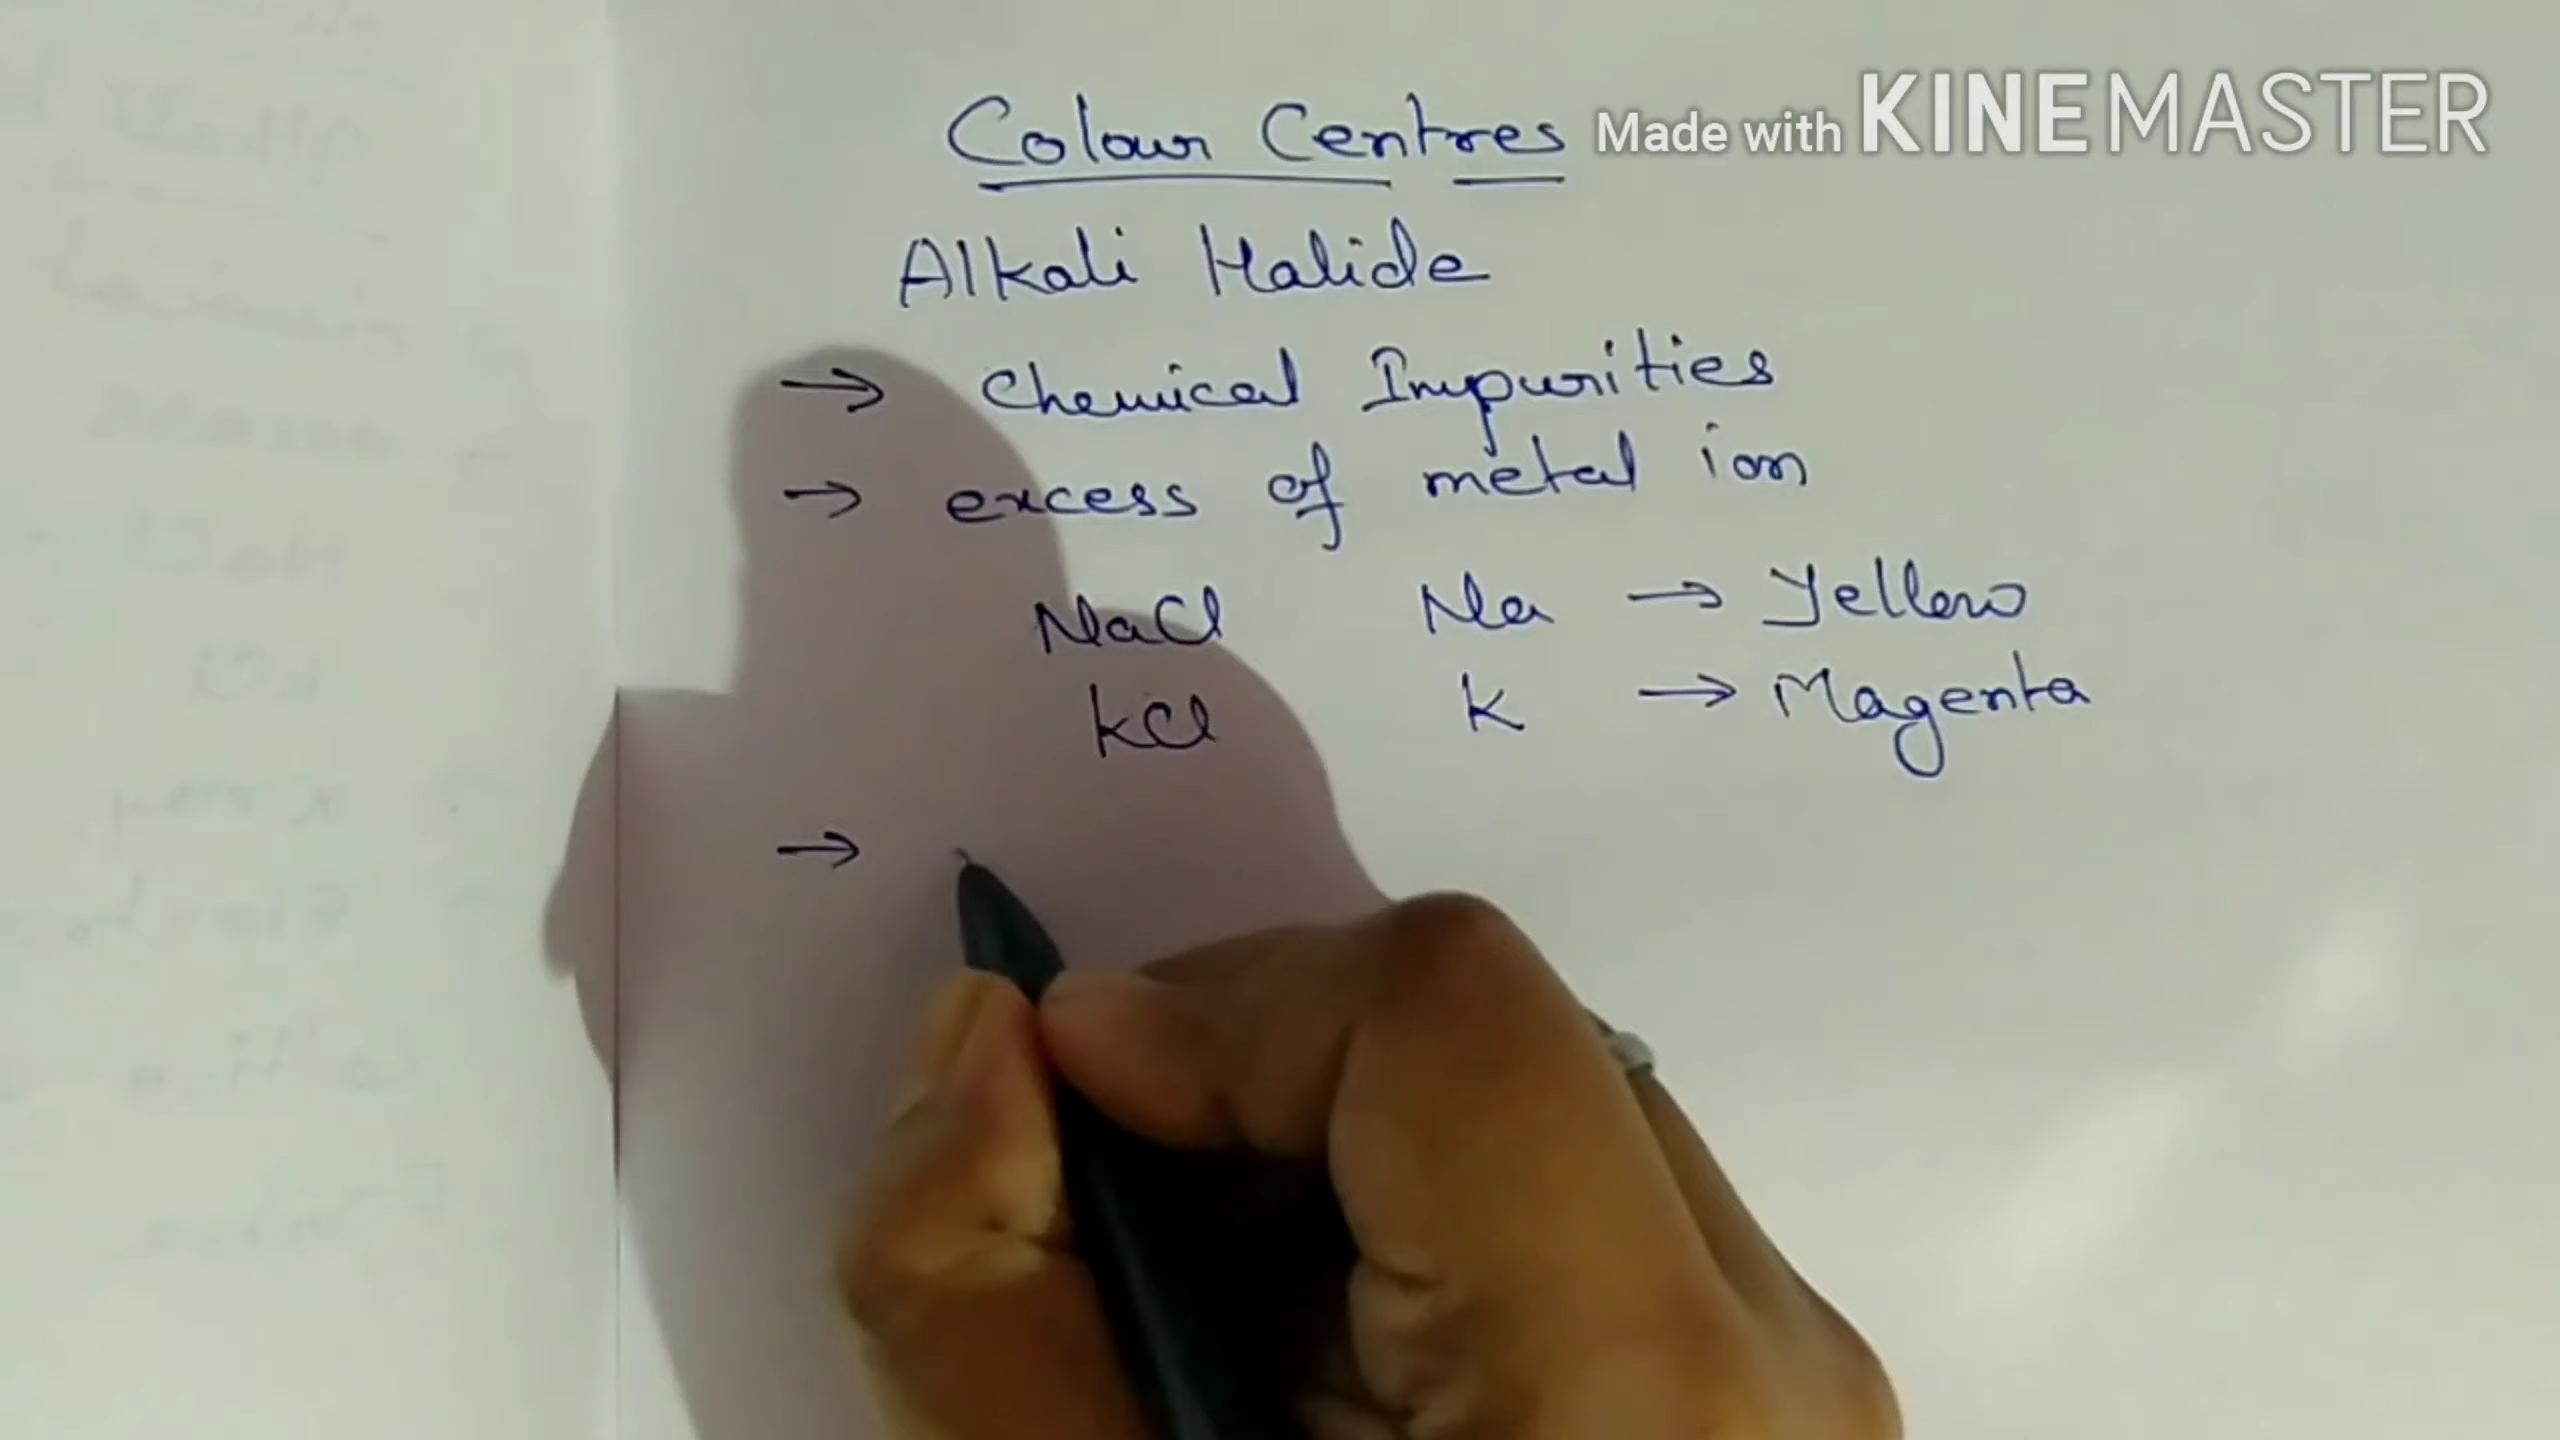 Colour Centres Made with KINEMASTER
Alkali Halide
→ Chemical Impurities
→ excess of metal ion
NaCl Na → Yellow
KCl K → Magenta
→